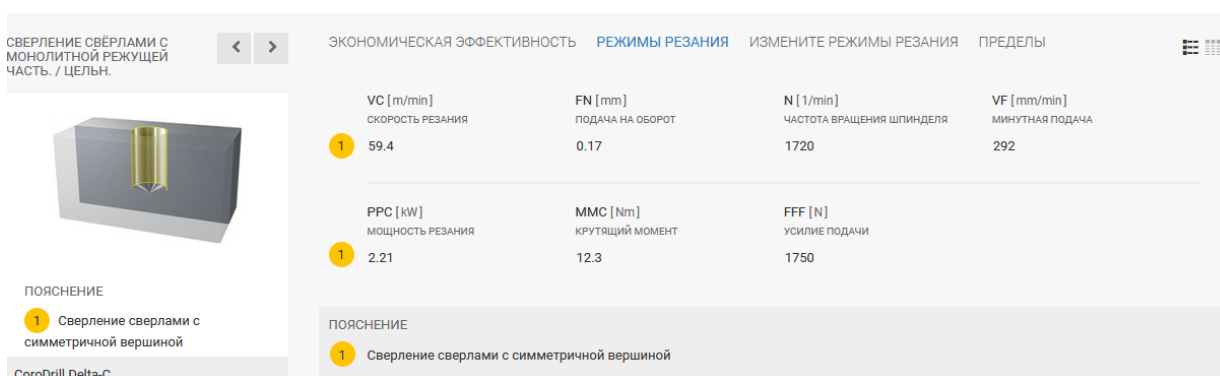 СВЕРЛЕНИЕ СВЁРЛАМИ С
МОНОЛИТНОЙ РЕЖУЩЕЙ
ЧАСТЬ. / ЦЕЛЬН.
ЭКОНОМИЧЕСКАЯ ЭФФЕКТИВНОСТЬ РЕЖИМЫ РЕЗАНИЯ ИЗМЕНИТЕ РЕЖИМЫ РЕЗАНИЯ ПРЕДЕЛЫ
VC [m/min] FN [mm] N [1/min] VF [mm/min]
СКОРОСТЬ РЕЗАНИЯ ПОДАЧА НА ОБОРОТ ЧАСТОТА ВРАЩЕНИЯ ШПИНДЕЛЯ МИНУТНАЯ ПОДАЧА
1 59.4 0.17 1720 292
PPC [kW] MMC [Nm] FFF [N]
МОЩНОСТЬ РЕЗАНИЯ КРУТЯЩИЙ МОМЕНТ УСИЛИЕ ПОДАЧИ
1 2.21 12.3 1750
ПОЯСНЕНИЕ
1 Сверление сверлами с
симметричной вершиной
CoroDrill Delta-C
ПОЯСНЕНИЕ
1 Сверление сверлами с симметричной вершиной